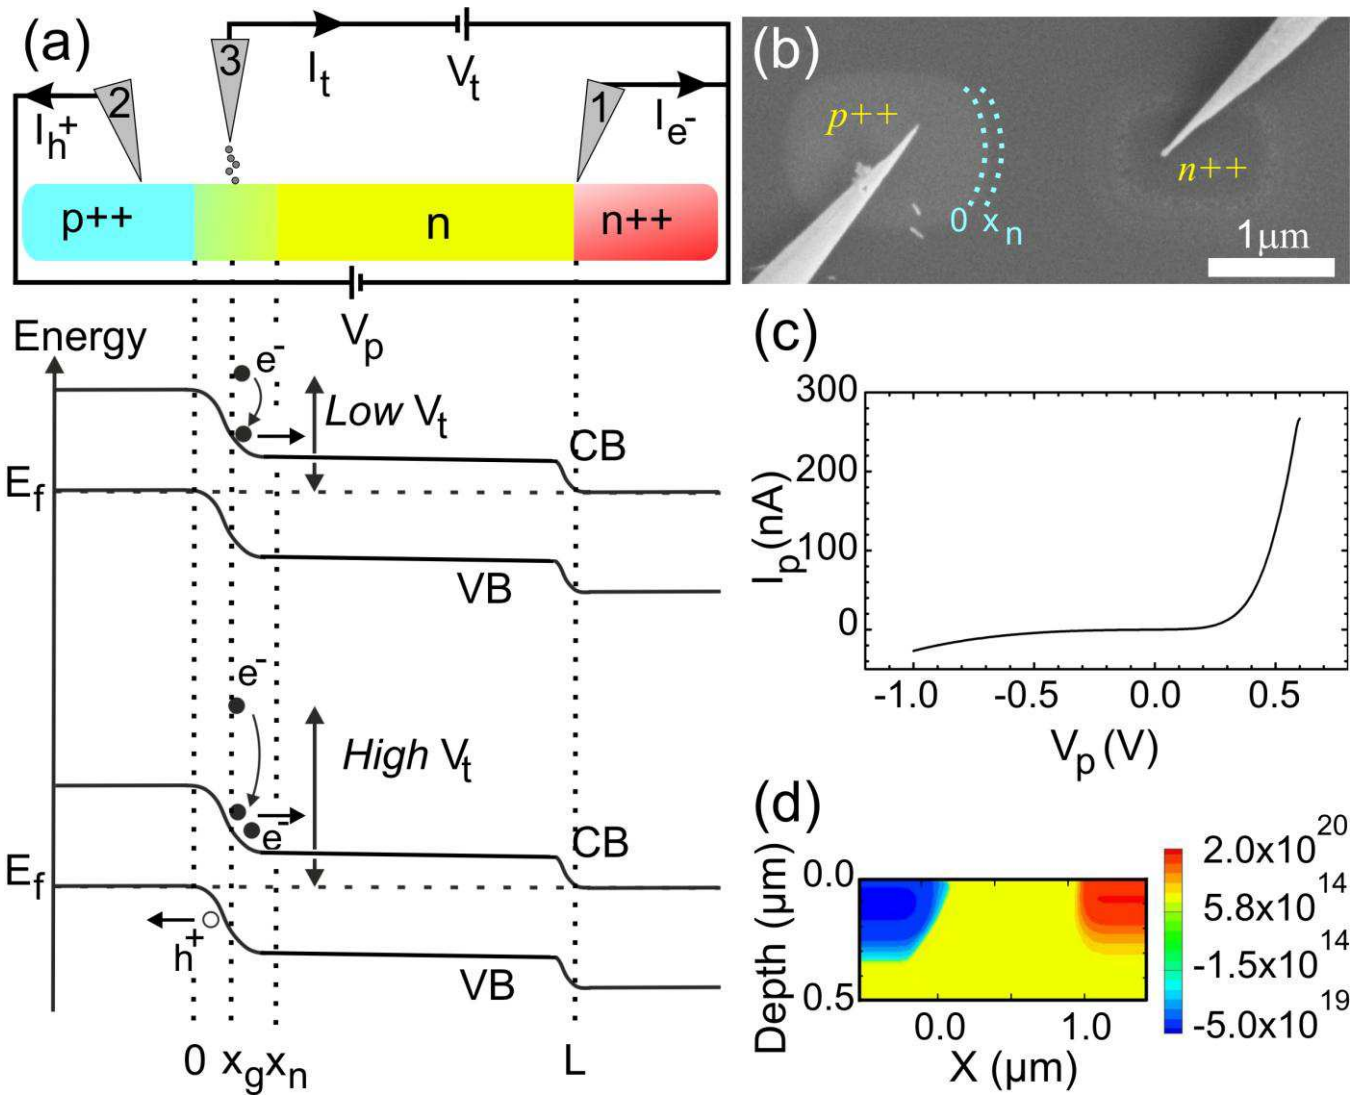 (a)
3
I_t
V_t
2
1
I_h+
I_e-
p++
n
n++
V_p
Energy
e-
Low V_t
CB
E_f
VB
e-
High V_t
e-
CB
E_f
h+
VB
0 x_g x_n L
(b)
p++
n++
0 x_n
1μm
(c)
300
200
100
0
I_p(nA)
-1.0 -0.5 0.0 0.5
V_p (V)
(d)
0.0
0.5
Depth (μm)
0.0 1.0
X (μm)
2.0x10^20
5.8x10^14
-1.5x10^14
-5.0x10^19